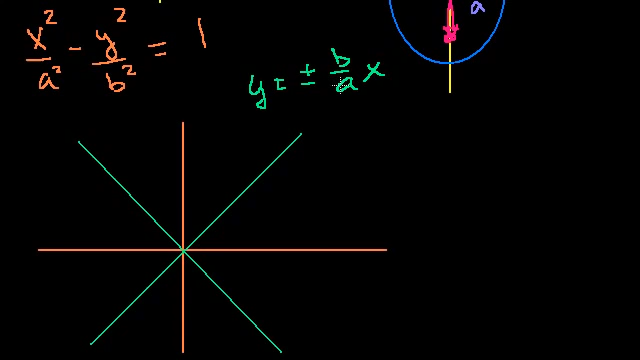 x²/a² - y²/b² = 1
y = ± b/a x
a